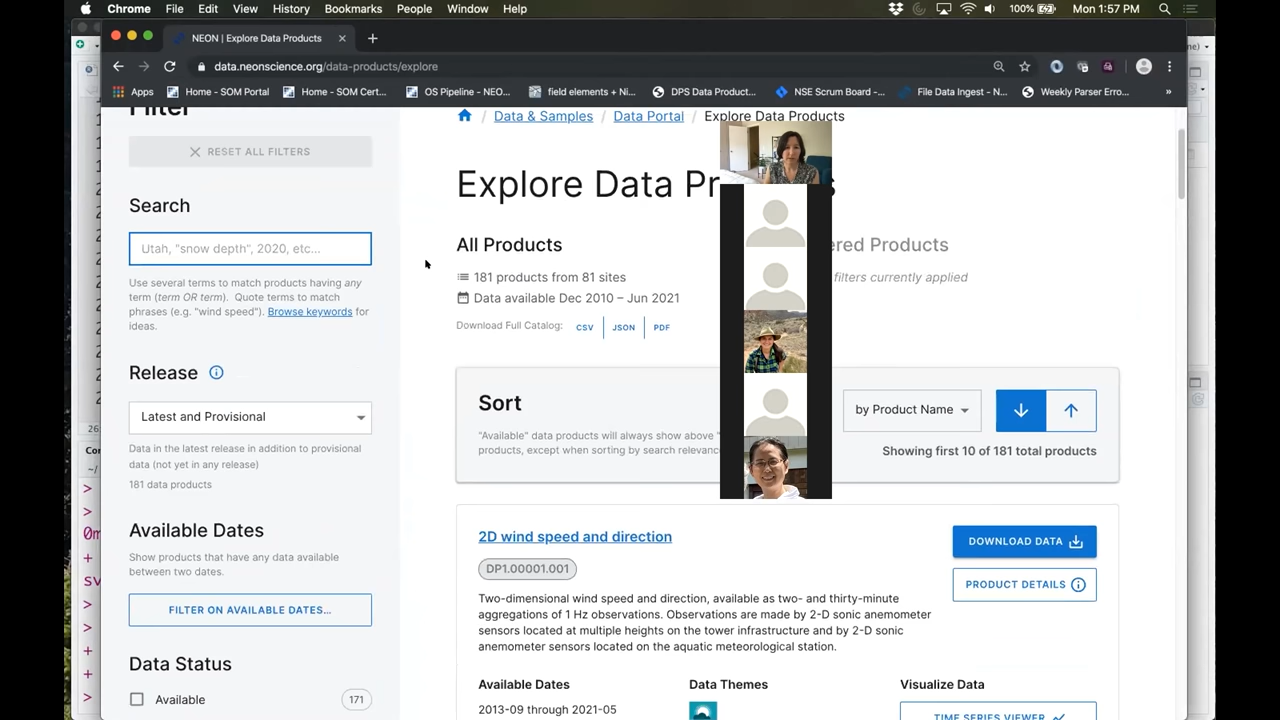 Chrome File Edit View History Bookmarks People Window Help 100% Mon 1:57 PM
NEON | Explore Data Products
data.neonscience.org/data-products/explore
Apps Home - SOM Portal Home - SOM Cert... OS Pipeline - NEO... field elements + Ni... DPS Data Product... NSE Scrum Board -... File Data Ingest - N... Weekly Parser Erro... »
Filter
RESET ALL FILTERS
Search
Utah, "snow depth", 2020, etc...
Use several terms to match products having any
term (term OR term). Quote terms to match
phrases (e.g. "wind speed"). Browse keywords for
ideas.
Release
Latest and Provisional
Data in the latest release in addition to provisional
data (not yet in any release)
181 data products
Available Dates
Show products that have any data available
between two dates.
FILTER ON AVAILABLE DATES...
Data Status
Available 171
/ Data & Samples / Data Portal / Explore Data Products
Explore Data Pr s
All Products
181 products from 81 sites
Data available Dec 2010 – Jun 2021
Download Full Catalog: CSV JSON PDF
ered Products
filters currently applied
Sort
"Available" data products will always show above "
products, except when sorting by search relevanc
by Product Name
Showing first 10 of 181 total products
2D wind speed and direction
DP1.00001.001
Two-dimensional wind speed and direction, available as two- and thirty-minute
aggregations of 1 Hz observations. Observations are made by 2-D sonic anemometer
sensors located at multiple heights on the tower infrastructure and by 2-D sonic
anemometer sensors located on the aquatic meteorological station.
DOWNLOAD DATA
PRODUCT DETAILS
Available Dates
2013-09 through 2021-05
Data Themes
Visualize Data
TIME SERIES VIEWER